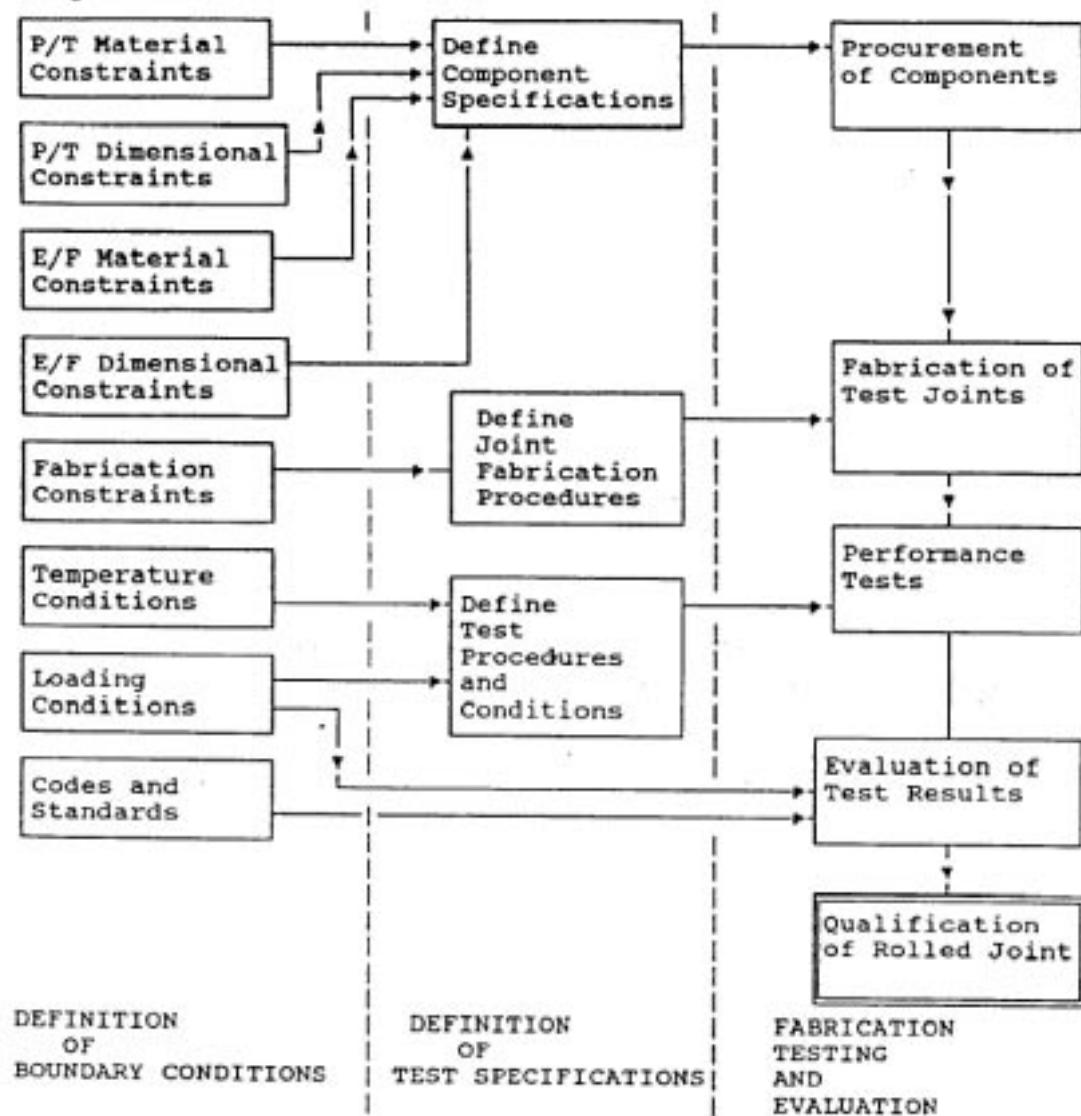 P/T Material
Constraints
P/T Dimensional
Constraints
E/F Material
Constraints
E/F Dimensional
Constraints
Fabrication
Constraints
Temperature
Conditions
Loading
Conditions
Codes and
Standards
DEFINITION
OF
BOUNDARY CONDITIONS
Define
Component
Specifications
Define
Joint
Fabrication
Procedures
Define
Test
Procedures
and
Conditions
DEFINITION
OF
TEST SPECIFICATIONS
Procurement
of Components
Fabrication of
Test Joints
Performance
Tests
Evaluation of
Test Results
Qualification
of Rolled Joint
FABRICATION
TESTING
AND
EVALUATION